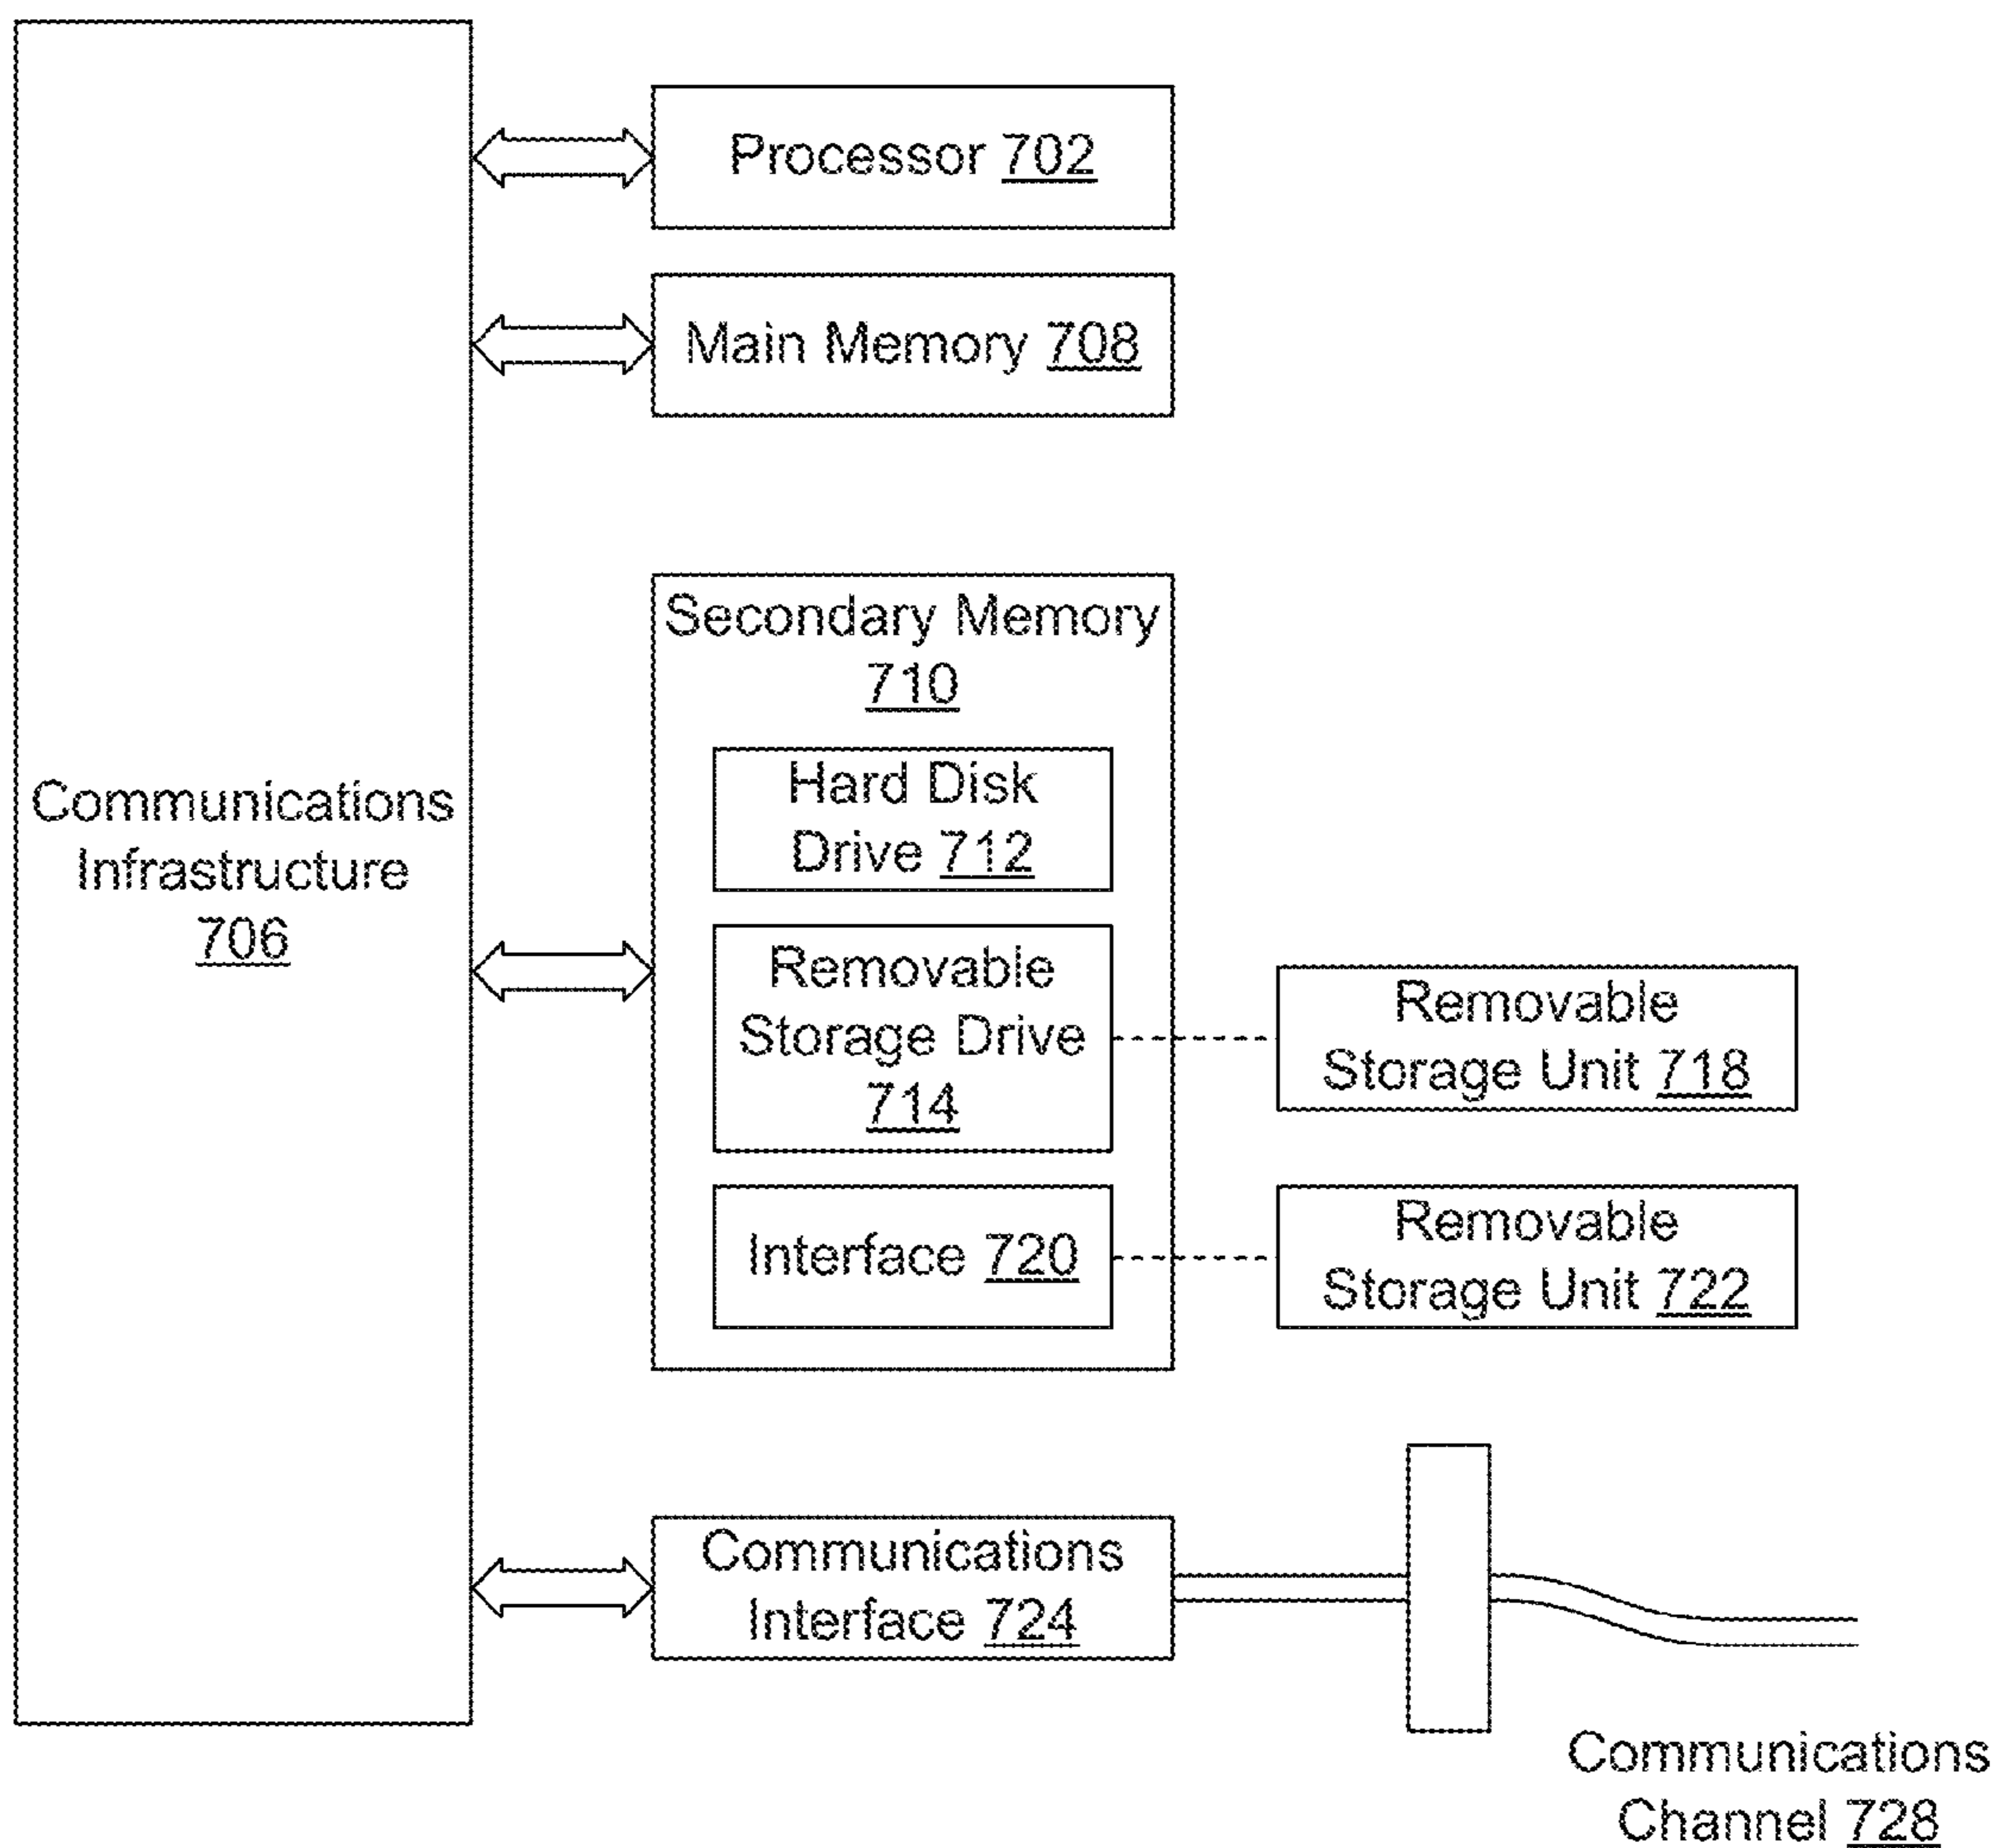 Processor 702
Main Memory 708
Communications
Infrastructure
706
Secondary Memory
710
Hard Disk
Drive 712
Removable
Storage Drive
714
Interface 720
Removable
Storage Unit 718
Removable
Storage Unit 722
Communications
Interface 724
Communications
Channel 728